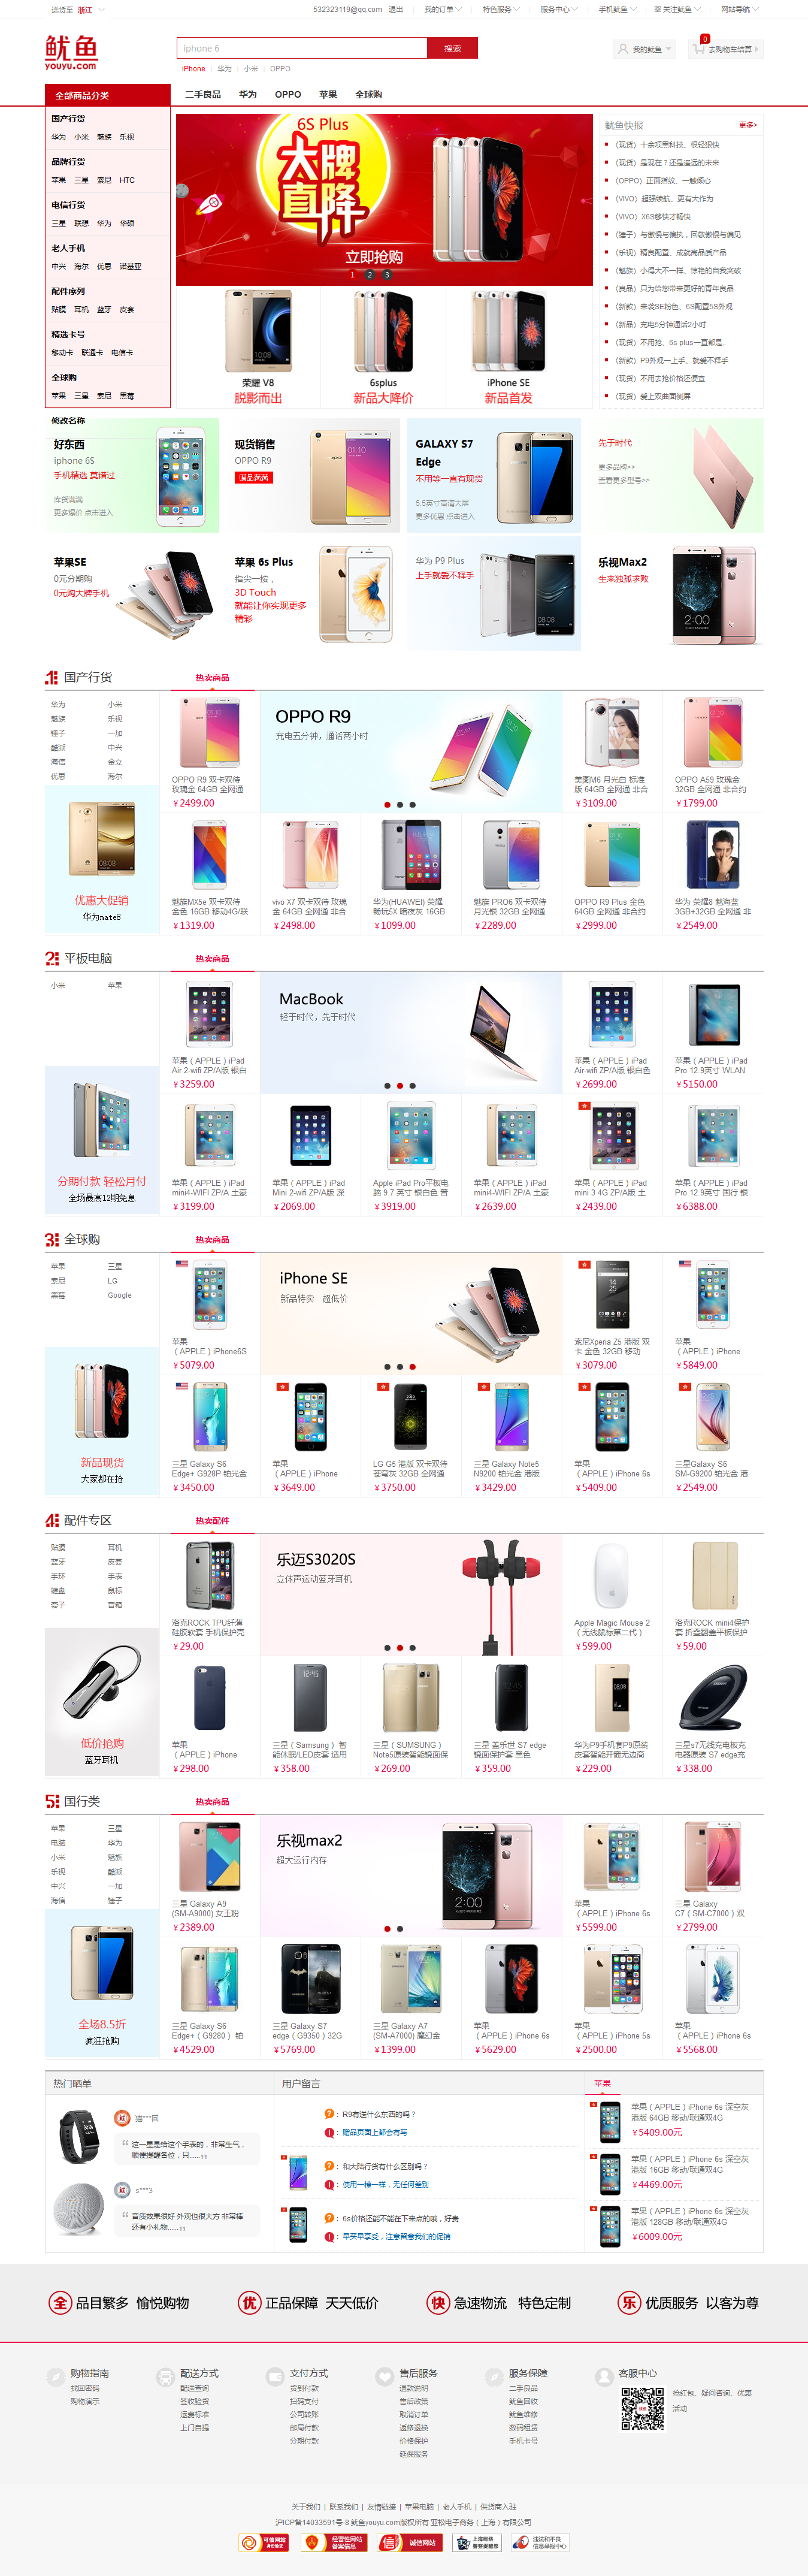 送货至 浙江
532323119@qq.com 退出 我的订单 特色服务 服务中心 手机鱿鱼 关注鱿鱼 网站导航
鱿鱼
youyu.com
iphone 6 搜索
iPhone | 华为 | 小米 | OPPO
我的鱿鱼
0 去购物车结算
全部商品分类 二手良品 华为 OPPO 苹果 全球购
国产行货
华为 小米 魅族 乐视
品牌行货
苹果 三星 索尼 HTC
电信行货
三星 联想 华为 华硕
老人手机
中兴 海尔 优思 诺基亚
配件序列
贴膜 耳机 蓝牙 皮套
精选卡号
移动卡 联通卡 电信卡
全球购
苹果 三星 索尼 黑莓
修改名称
6S Plus
大牌
直降
立即抢购
1 2 3
荣耀 V8
脱影而出
6splus
新品大降价
iPhone SE
新品首发
鱿鱼快报 更多>
（现货）十余项黑科技，很轻狠快
（现货）是现在？还是遥远的未来
（OPPO）正面指纹，一触倾心
（VIVO）超强续航、更有大作为
（VIVO）X6S够快才畅快
（锤子）与傲慢与偏执，回敬傲慢与偏见
（乐视）精良配置、成就高品质产品
（魅族）小得大不一样、惊艳的自我突破
（良品）只为给您带来更好的青年良品
（新款）来袭SE粉色、6S配置5S外观
（新品）充电5分钟通话2小时
（现货）不用抢、6s plus一直都是..
（新款）P9外观一上手、就爱不释手
（现货）不用去抢价格还便宜
（现货）爱上双曲面侧屏
好东西
iphone 6S
手机精选 莫错过
库货满满
更多爆价 点击进入
现货销售
OPPO R9
赠品满满
GALAXY S7
Edge
不用等一直有现货
5.5英寸高清大屏
更多优惠 点击进入
先于时代
更多品牌>>
查看更多型号>>
苹果SE
0元分期购
0元购大牌手机
苹果 6s Plus
指尖一按，
3D Touch
就能让你实现更多
精彩
华为 P9 Plus
上手就爱不释手
乐视Max2
生来独孤求败
1 国产行货 热卖商品
华为 小米
魅族 乐视
锤子 一加
酷派 中兴
海信 金立
优思 海尔
优惠大促销
华为mate8
OPPO R9 双卡双待
玫瑰金 64GB 全网通
￥2499.00
OPPO R9
充电五分钟，通话两小时
美图M6 月光白 标准
版 64GB 全网通 非合
￥3109.00
OPPO A59 玫瑰金
32GB 全网通 非合约
￥1799.00
魅族MX5e 双卡双待
金色 16GB 移动4G/联
￥1319.00
vivo X7 双卡双待 玫瑰
金 64GB 全网通 非合
￥2498.00
华为(HUAWEI) 荣耀
畅玩5X 暗夜灰 16GB
￥1099.00
魅族 PRO6 双卡双待
月光银 32GB 全网通
￥2289.00
OPPO R9 Plus 金色
64GB 全网通 非合约
￥2999.00
华为 荣耀8 魅海蓝
3GB+32GB 全网通 非
￥2549.00
2 平板电脑 热卖商品
小米 苹果
分期付款 轻松月付
全场最高12期免息
苹果（APPLE）iPad
Air 2-wifi ZP/A版 银白
￥3259.00
MacBook
轻于时代，先于时代
苹果（APPLE）iPad
Air-wifi ZP/A版 银白色
￥2699.00
苹果（APPLE）iPad
Pro 12.9英寸 WLAN
￥5150.00
苹果（APPLE）iPad
mini4-WIFI ZP/A 土豪
￥3199.00
苹果（APPLE）iPad
Mini 2-wifi ZP/A版 深
￥2069.00
Apple iPad Pro平板电
脑 9.7 英寸 银白色 普
￥3919.00
苹果（APPLE）iPad
mini4-WIFI ZP/A 土豪
￥2639.00
苹果（APPLE）iPad
mini 3 4G ZP/A版 土
￥2439.00
苹果（APPLE）iPad
Pro 12.9英寸 国行 银
￥6388.00
3 全球购 热卖商品
苹果 三星
索尼 LG
黑莓 Google
新品现货
大家都在抢
苹果
（APPLE）iPhone6S
￥5079.00
iPhone SE
新品特卖 超低价
索尼Xperia Z5 港版 双
卡 金色 32GB 移动
￥3079.00
苹果
（APPLE）iPhone
￥5849.00
三星 Galaxy S6
Edge+ G928P 铂光金
￥3450.00
苹果
（APPLE）iPhone
￥3649.00
LG G5 港版 双卡双待
苍穹灰 32GB 全网通
￥3750.00
三星 Galaxy Note5
N9200 铂光金 港版
￥3429.00
苹果
（APPLE）iPhone 6s
￥5409.00
三星Galaxy S6
SM-G9200 铂光金 港
￥2549.00
4 配件专区 热卖配件
贴膜 耳机
蓝牙 皮套
手环 手表
键盘 鼠标
套子 音箱
低价抢购
蓝牙耳机
洛克ROCK TPU纤薄
硅胶软套 手机保护壳
￥29.00
乐迈S3020S
立体声运动蓝牙耳机
Apple Magic Mouse 2
（无线鼠标第二代）
￥599.00
洛克ROCK mini4保护
套 折叠翻盖平板保护
￥59.00
苹果
（APPLE）iPhone
￥298.00
三星（Samsung） 智
能休眠/LED皮套 适用
￥358.00
三星（SUMSUNG）
Note5原装智能镜面保
￥269.00
三星 盖乐世 S7 edge
镜面保护套 黑色
￥359.00
华为P9手机套P9原装
皮套智能开窗无边商
￥229.00
三星s7无线充电板充
电器原装 S7 edge充
￥338.00
5 国行类 热卖商品
苹果 三星
电脑 华为
小米 魅族
乐视 酷派
中兴 一加
海信 锤子
全场8.5折
疯狂抢购
三星 Galaxy A9
(SM-A9000) 女王粉
￥2389.00
乐视max2
超大运行内存
苹果
（APPLE）iPhone 6s
￥5599.00
三星 Galaxy
C7（SM-C7000）双
￥2799.00
三星 Galaxy S6
Edge+（G9280） 铂
￥4529.00
三星 Galaxy S7
edge（G9350）32G
￥5769.00
三星 Galaxy A7
(SM-A7000) 魔幻金
￥1399.00
苹果
（APPLE）iPhone 6s
￥5629.00
苹果
（APPLE）iPhone 5s
￥2500.00
苹果
（APPLE）iPhone 6s
￥5568.00
热门晒单 用户留言 苹果
猫***回
这一星是给这个手表的，非常生气，
顺便提醒各位，只......
s***3
音质效果很好 外观也很大方 非常棒
还有小礼物......
：R9有送什么东西的吗？
：赠品页面上都会有写
：和大陆行货有什么区别吗？
：使用一模一样，无任何差别
：6s价格还能不能在下来点的哦，好贵
：早买早享受，注意留意我们的促销
苹果（APPLE）iPhone 6s 深空灰
港版 64GB 移动/联通双4G
￥5409.00元
苹果（APPLE）iPhone 6s 深空灰
港版 16GB 移动/联通双4G
￥4469.00元
苹果（APPLE）iPhone 6s 深空灰
港版 128GB 移动/联通双4G
￥6009.00元
全 品目繁多 愉悦购物
优 正品保障 天天低价
快 急速物流 特色定制
乐 优质服务 以客为尊
购物指南
找回密码
购物演示
配送方式
配送查询
签收验货
运费标准
上门自提
支付方式
货到付款
扫码支付
公司转账
邮局付款
分期付款
售后服务
退款说明
售后政策
取消订单
返修退换
价格保护
延保服务
服务保障
二手良品
鱿鱼回收
鱿鱼维修
数码租赁
手机卡号
客服中心
抢红包、疑问咨询、优惠
活动
关于我们 | 联系我们 | 友情链接 | 苹果电脑 | 老人手机 | 供货商入驻
沪ICP备14033591号-8 鱿鱼youyu.com版权所有 亚松电子商务（上海）有限公司
可信网站
身份验证
经营性网站
备案信息
诚信网站
上海网络
警察提醒您
违法和不良
信息举报中心